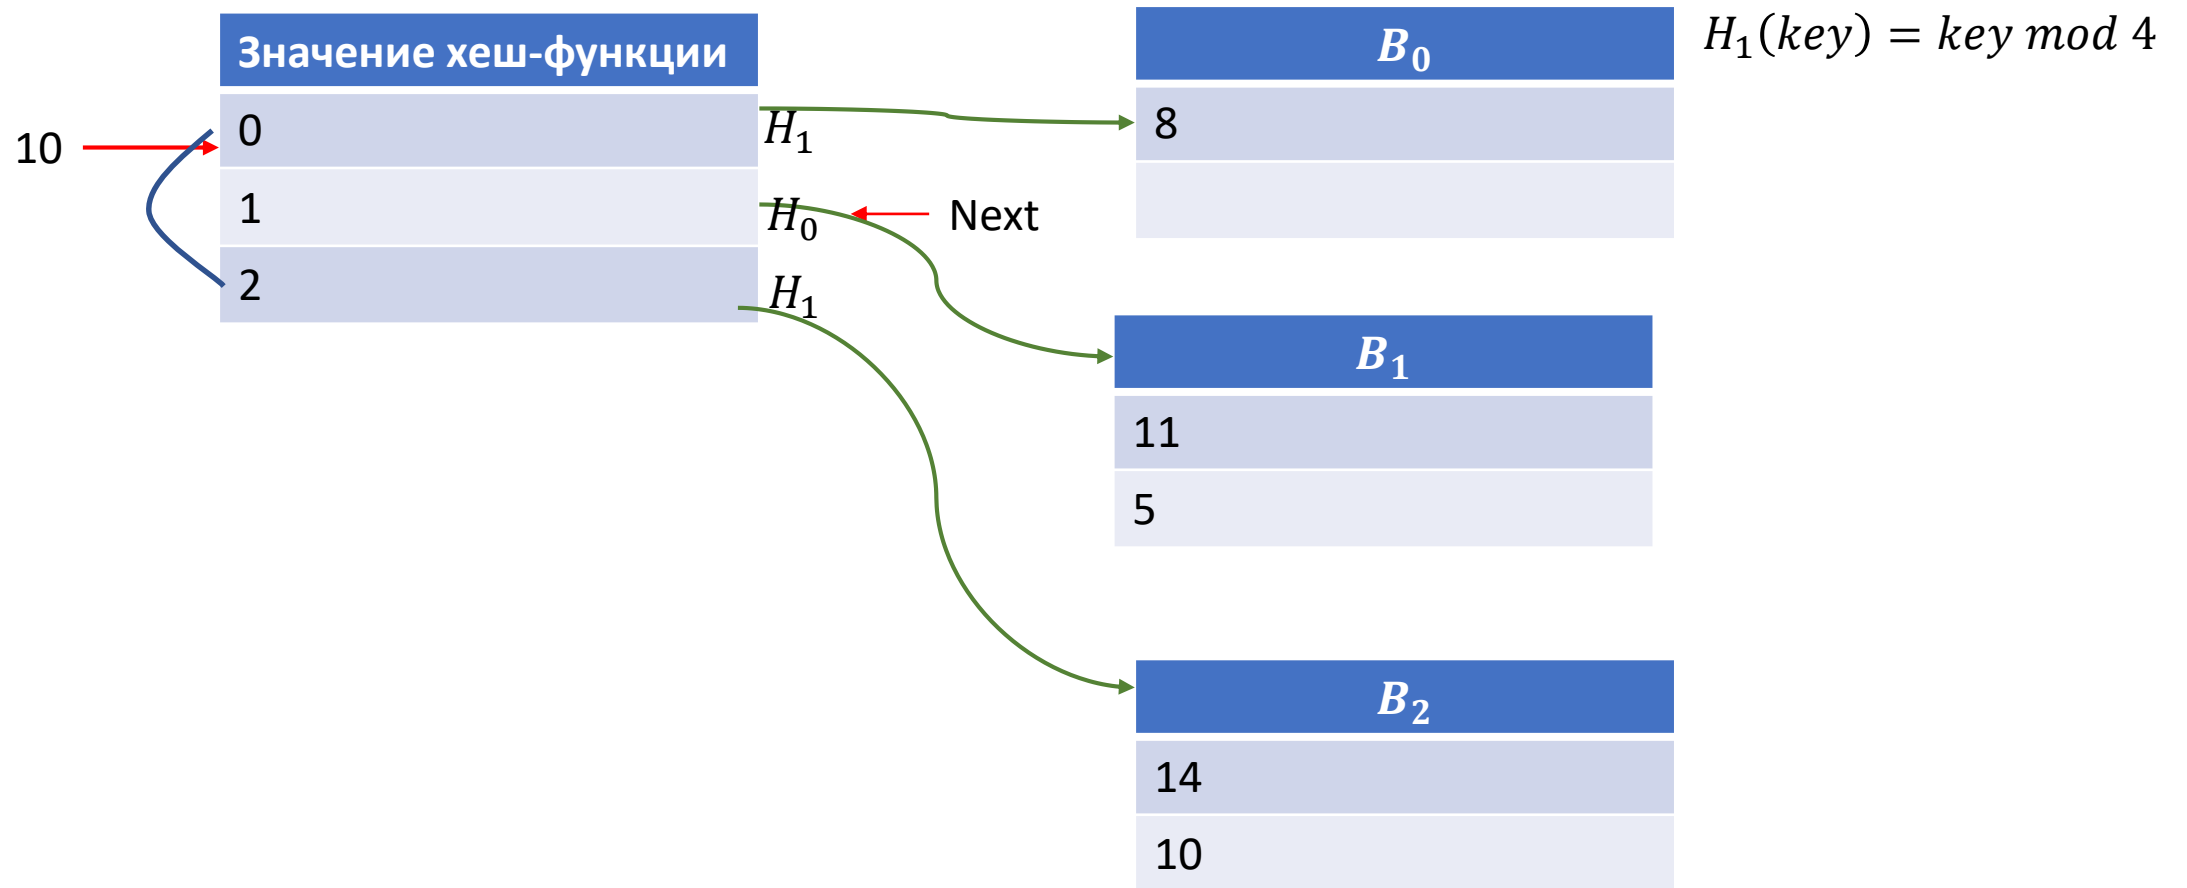 Значение хеш-функции
0
1
2
10
H₁
H₀
H₁
Next
B₀
8
H₁(key) = key mod 4
B₁
11
5
B₂
14
10